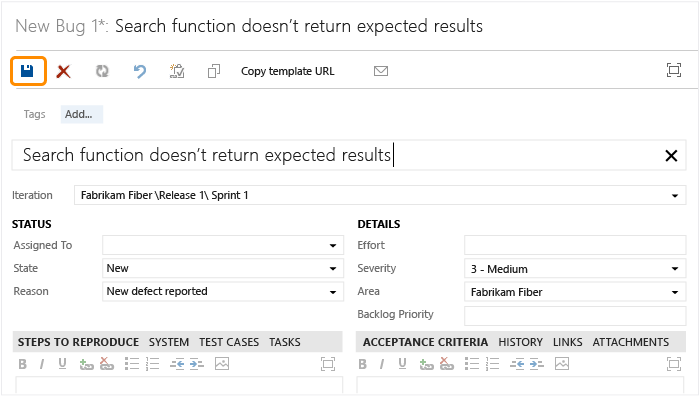 New Bug 1*: Search function doesn't return expected results
Copy template URL
Tags Add...
Search function doesn't return expected results
Iteration Fabrikam Fiber \Release 1\ Sprint 1
STATUS DETAILS
Assigned To Effort
State New Severity 3 - Medium
Reason New defect reported Area Fabrikam Fiber
Backlog Priority
STEPS TO REPRODUCE SYSTEM TEST CASES TASKS ACCEPTANCE CRITERIA HISTORY LINKS ATTACHMENTS
B I U B I U